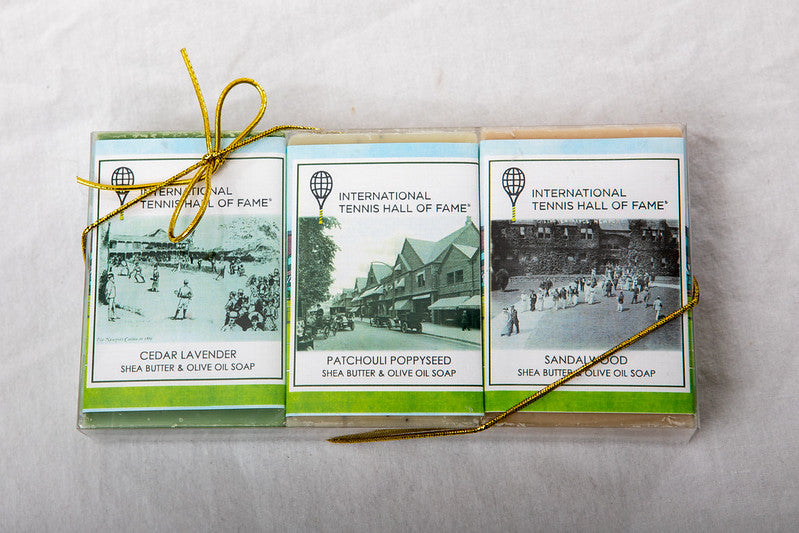 INTERNATIONAL
TENNIS HALL OF FAME®
CEDAR LAVENDER
SHEA BUTTER & OLIVE OIL SOAP
INTERNATIONAL
TENNIS HALL OF FAME®
PATCHOULI POPPYSEED
SHEA BUTTER & OLIVE OIL SOAP
INTERNATIONAL
TENNIS HALL OF FAME®
SANDALWOOD
SHEA BUTTER & OLIVE OIL SOAP